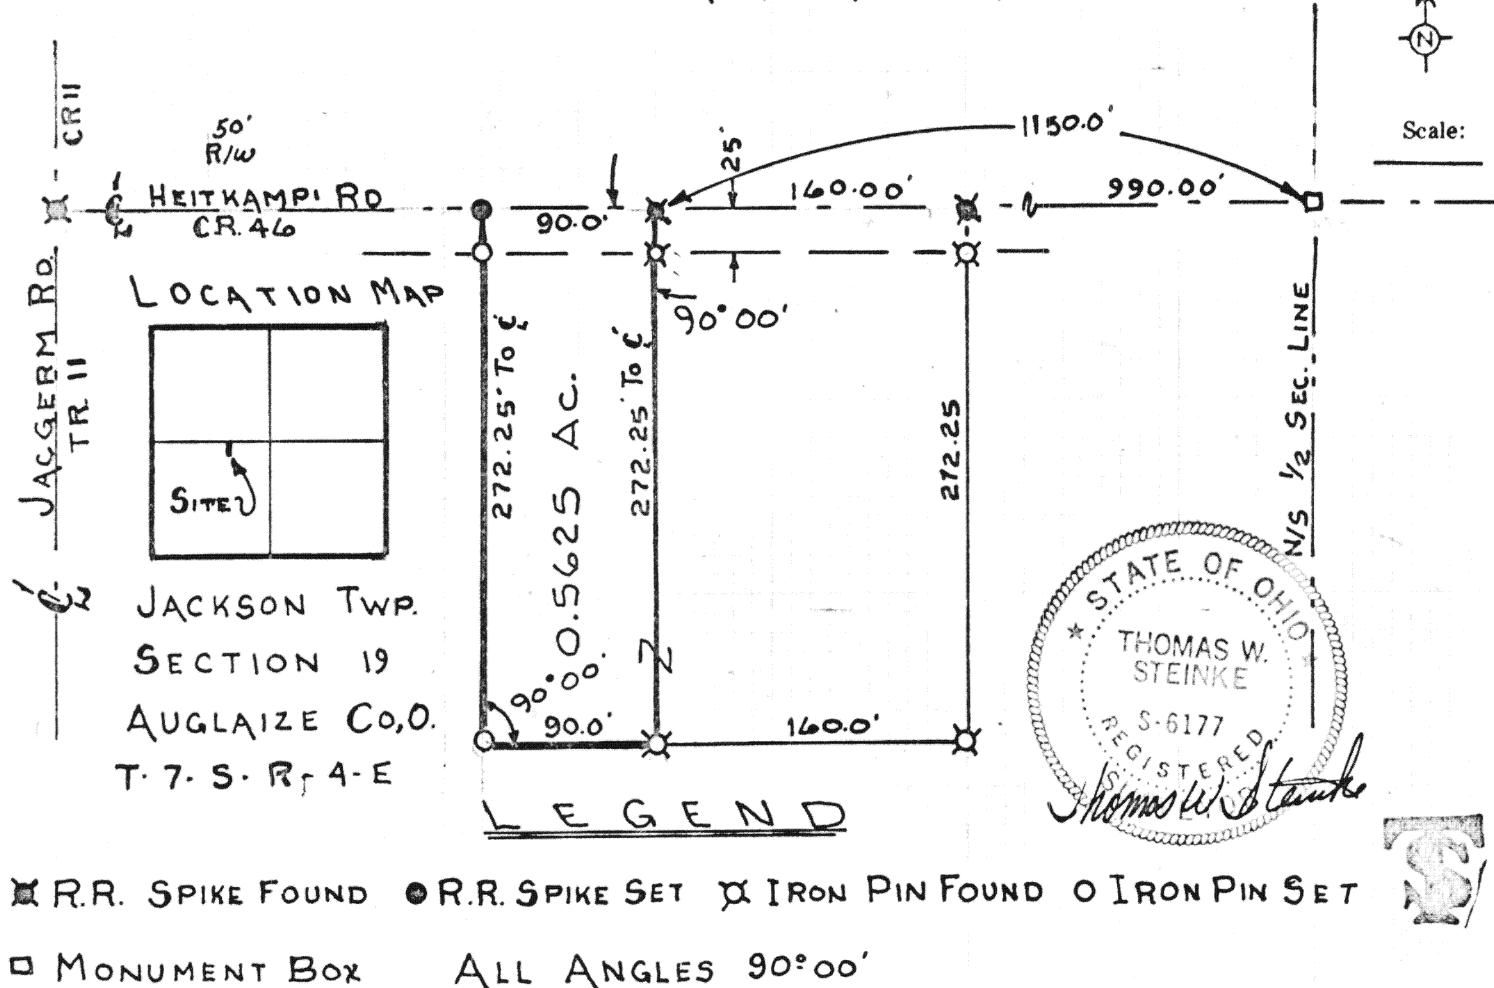 CR 11
50'
R/W
HEITKAMP RD
CR. 46
25'
1150.0'
N
Scale:
90.0'
160.00'
990.00'
LOCATION MAP
90° 00'
JACGERM RD.
TR 11
272.25' TO ℄
0.5625 AC.
272.25' TO ℄
272.25
N/S 1/2 SEC. LINE
SITE
JACKSON TWP.
SECTION 19
AUGLAIZE CO, O.
T. 7. S. R, 4-E
90° 00'
90.0'
160.0'
STATE OF OHIO
THOMAS W.
STEINKE
S-6177
REGISTERED
Thomas W. Steinke
LEGEND
R.R. SPIKE FOUND R.R. SPIKE SET IRON PIN FOUND O IRON PIN SET
MONUMENT BOX ALL ANGLES 90° 00'